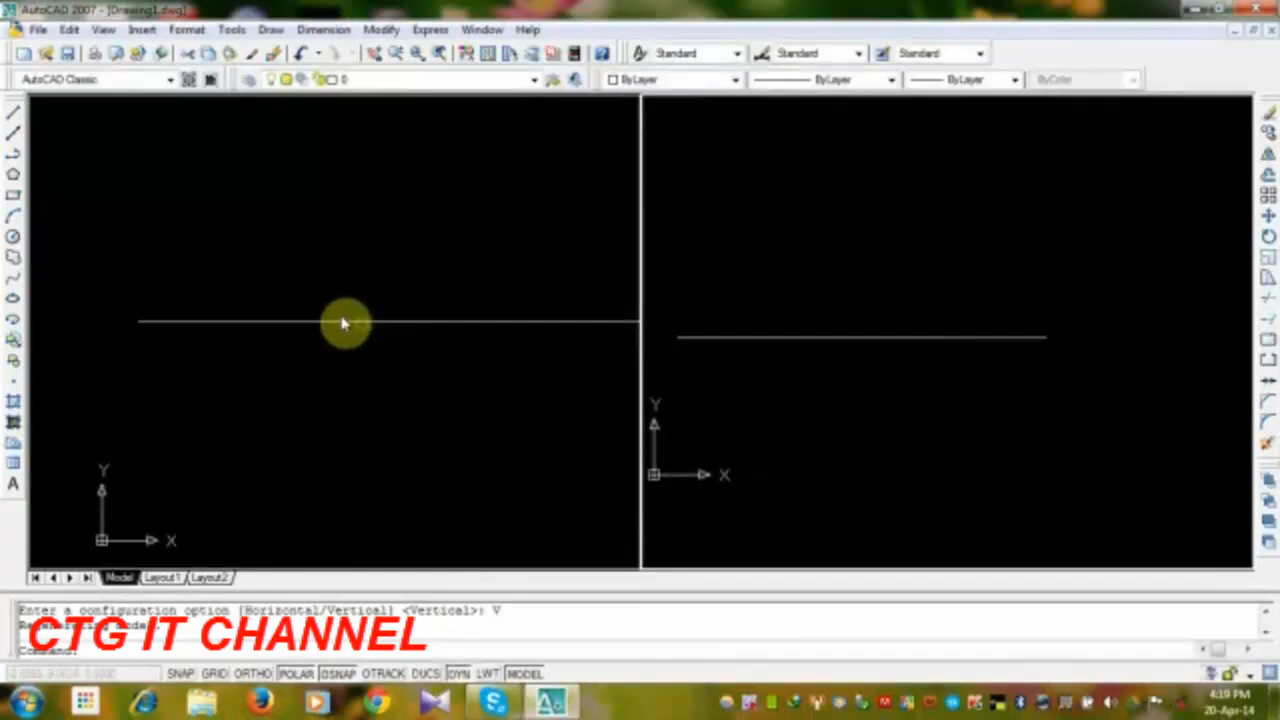 AutoCAD 2007 - [Drawing1.dwg]
File Edit View Insert Format Tools Draw Dimension Modify Express Window Help
Standard Standard Standard
AutoCAD Classic 0 ByLayer ByLayer ByLayer ByColor
Y
X
Y
X
Model Layout1 Layout2
Enter a configuration option [Horizontal/Vertical] <Vertical>: V
CTG IT CHANNEL
Command:
SNAP GRID ORTHO POLAR OSNAP OTRACK DUCS DYN LWT MODEL
4:19 PM
20-Apr-14